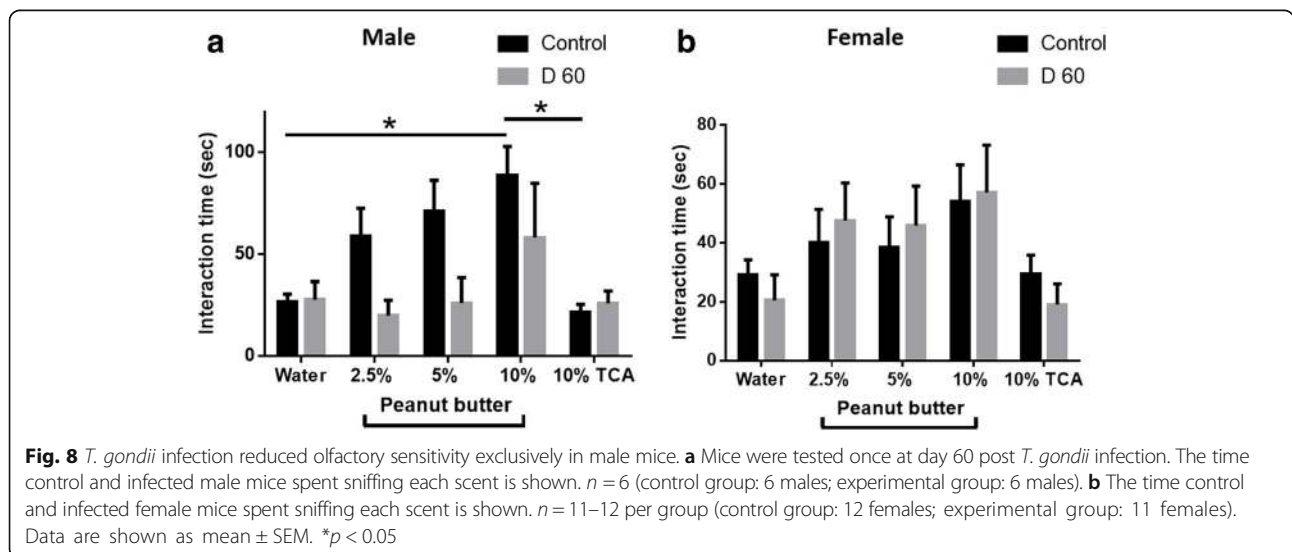 a Male
Control
D 60
b Female
Control
D 60
* *
Interaction time (sec)
100
50
0
Water 2.5% 5% 10% 10% TCA
Peanut butter
Interaction time (sec)
80
60
40
20
0
Water 2.5% 5% 10% 10% TCA
Peanut butter
Fig. 8 T. gondii infection reduced olfactory sensitivity exclusively in male mice. a Mice were tested once at day 60 post T. gondii infection. The time
control and infected male mice spent sniffing each scent is shown. n = 6 (control group: 6 males; experimental group: 6 males). b The time control
and infected female mice spent sniffing each scent is shown. n = 11–12 per group (control group: 12 females; experimental group: 11 females).
Data are shown as mean ± SEM. *p < 0.05